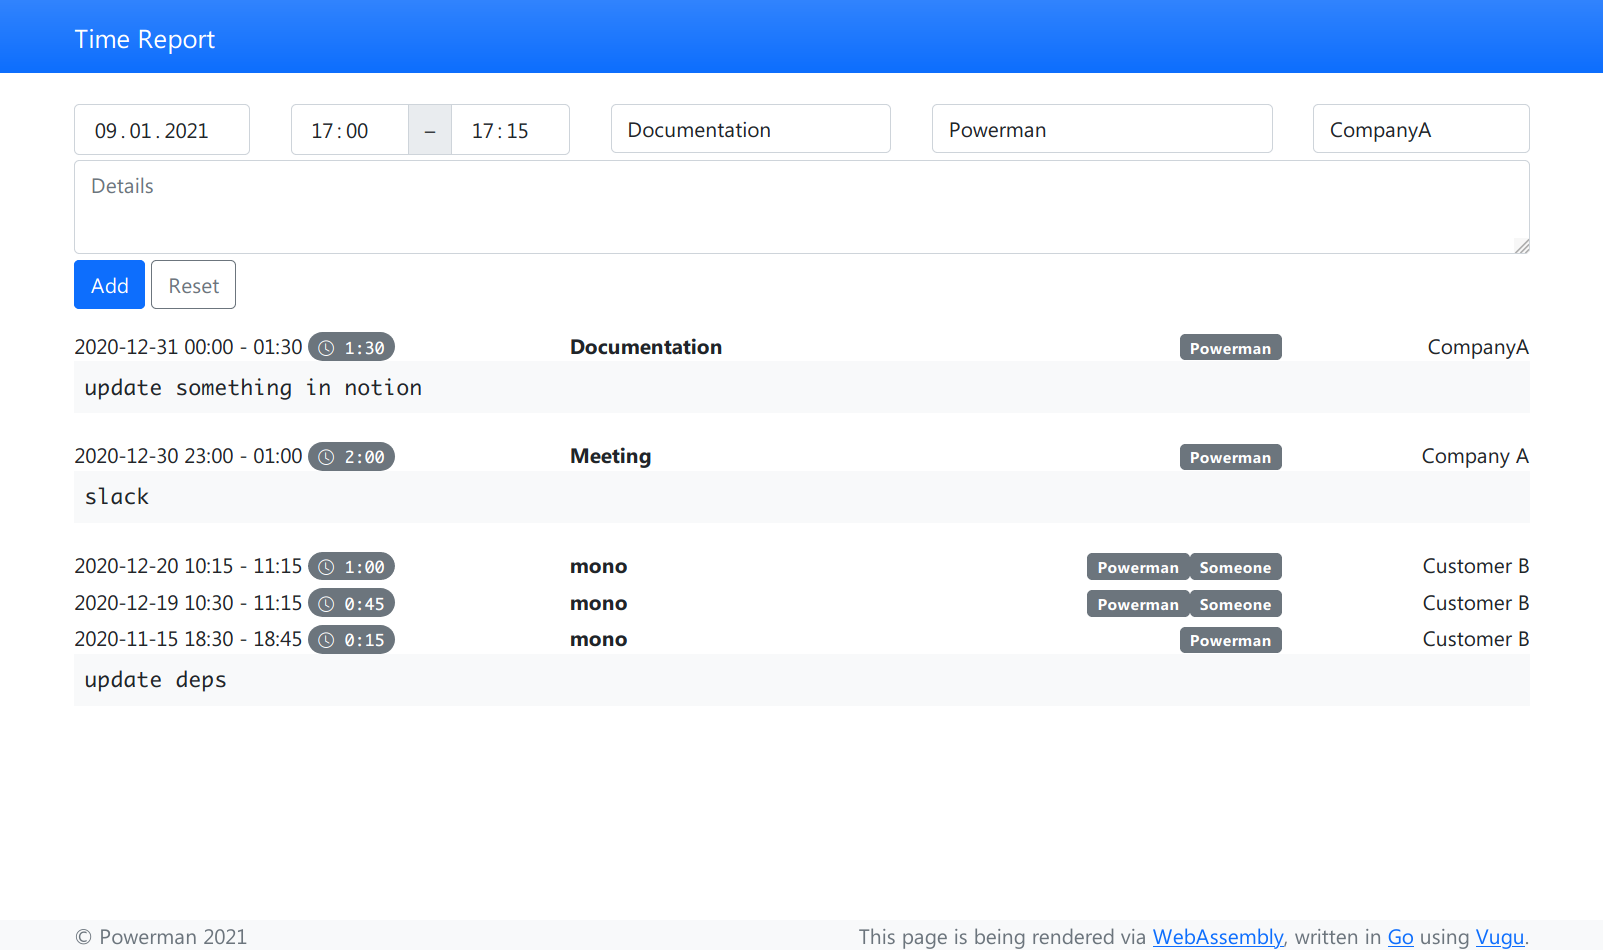 Time Report
09.01.2021 17:00 – 17:15 Documentation Powerman CompanyA
Details
Add Reset
2020-12-31 00:00 - 01:30 1:30 Documentation Powerman CompanyA
update something in notion
2020-12-30 23:00 - 01:00 2:00 Meeting Powerman Company A
slack
2020-12-20 10:15 - 11:15 1:00 mono Powerman Someone Customer B
2020-12-19 10:30 - 11:15 0:45 mono Powerman Someone Customer B
2020-11-15 18:30 - 18:45 0:15 mono Powerman Customer B
update deps
© Powerman 2021 This page is being rendered via WebAssembly, written in Go using Vugu.